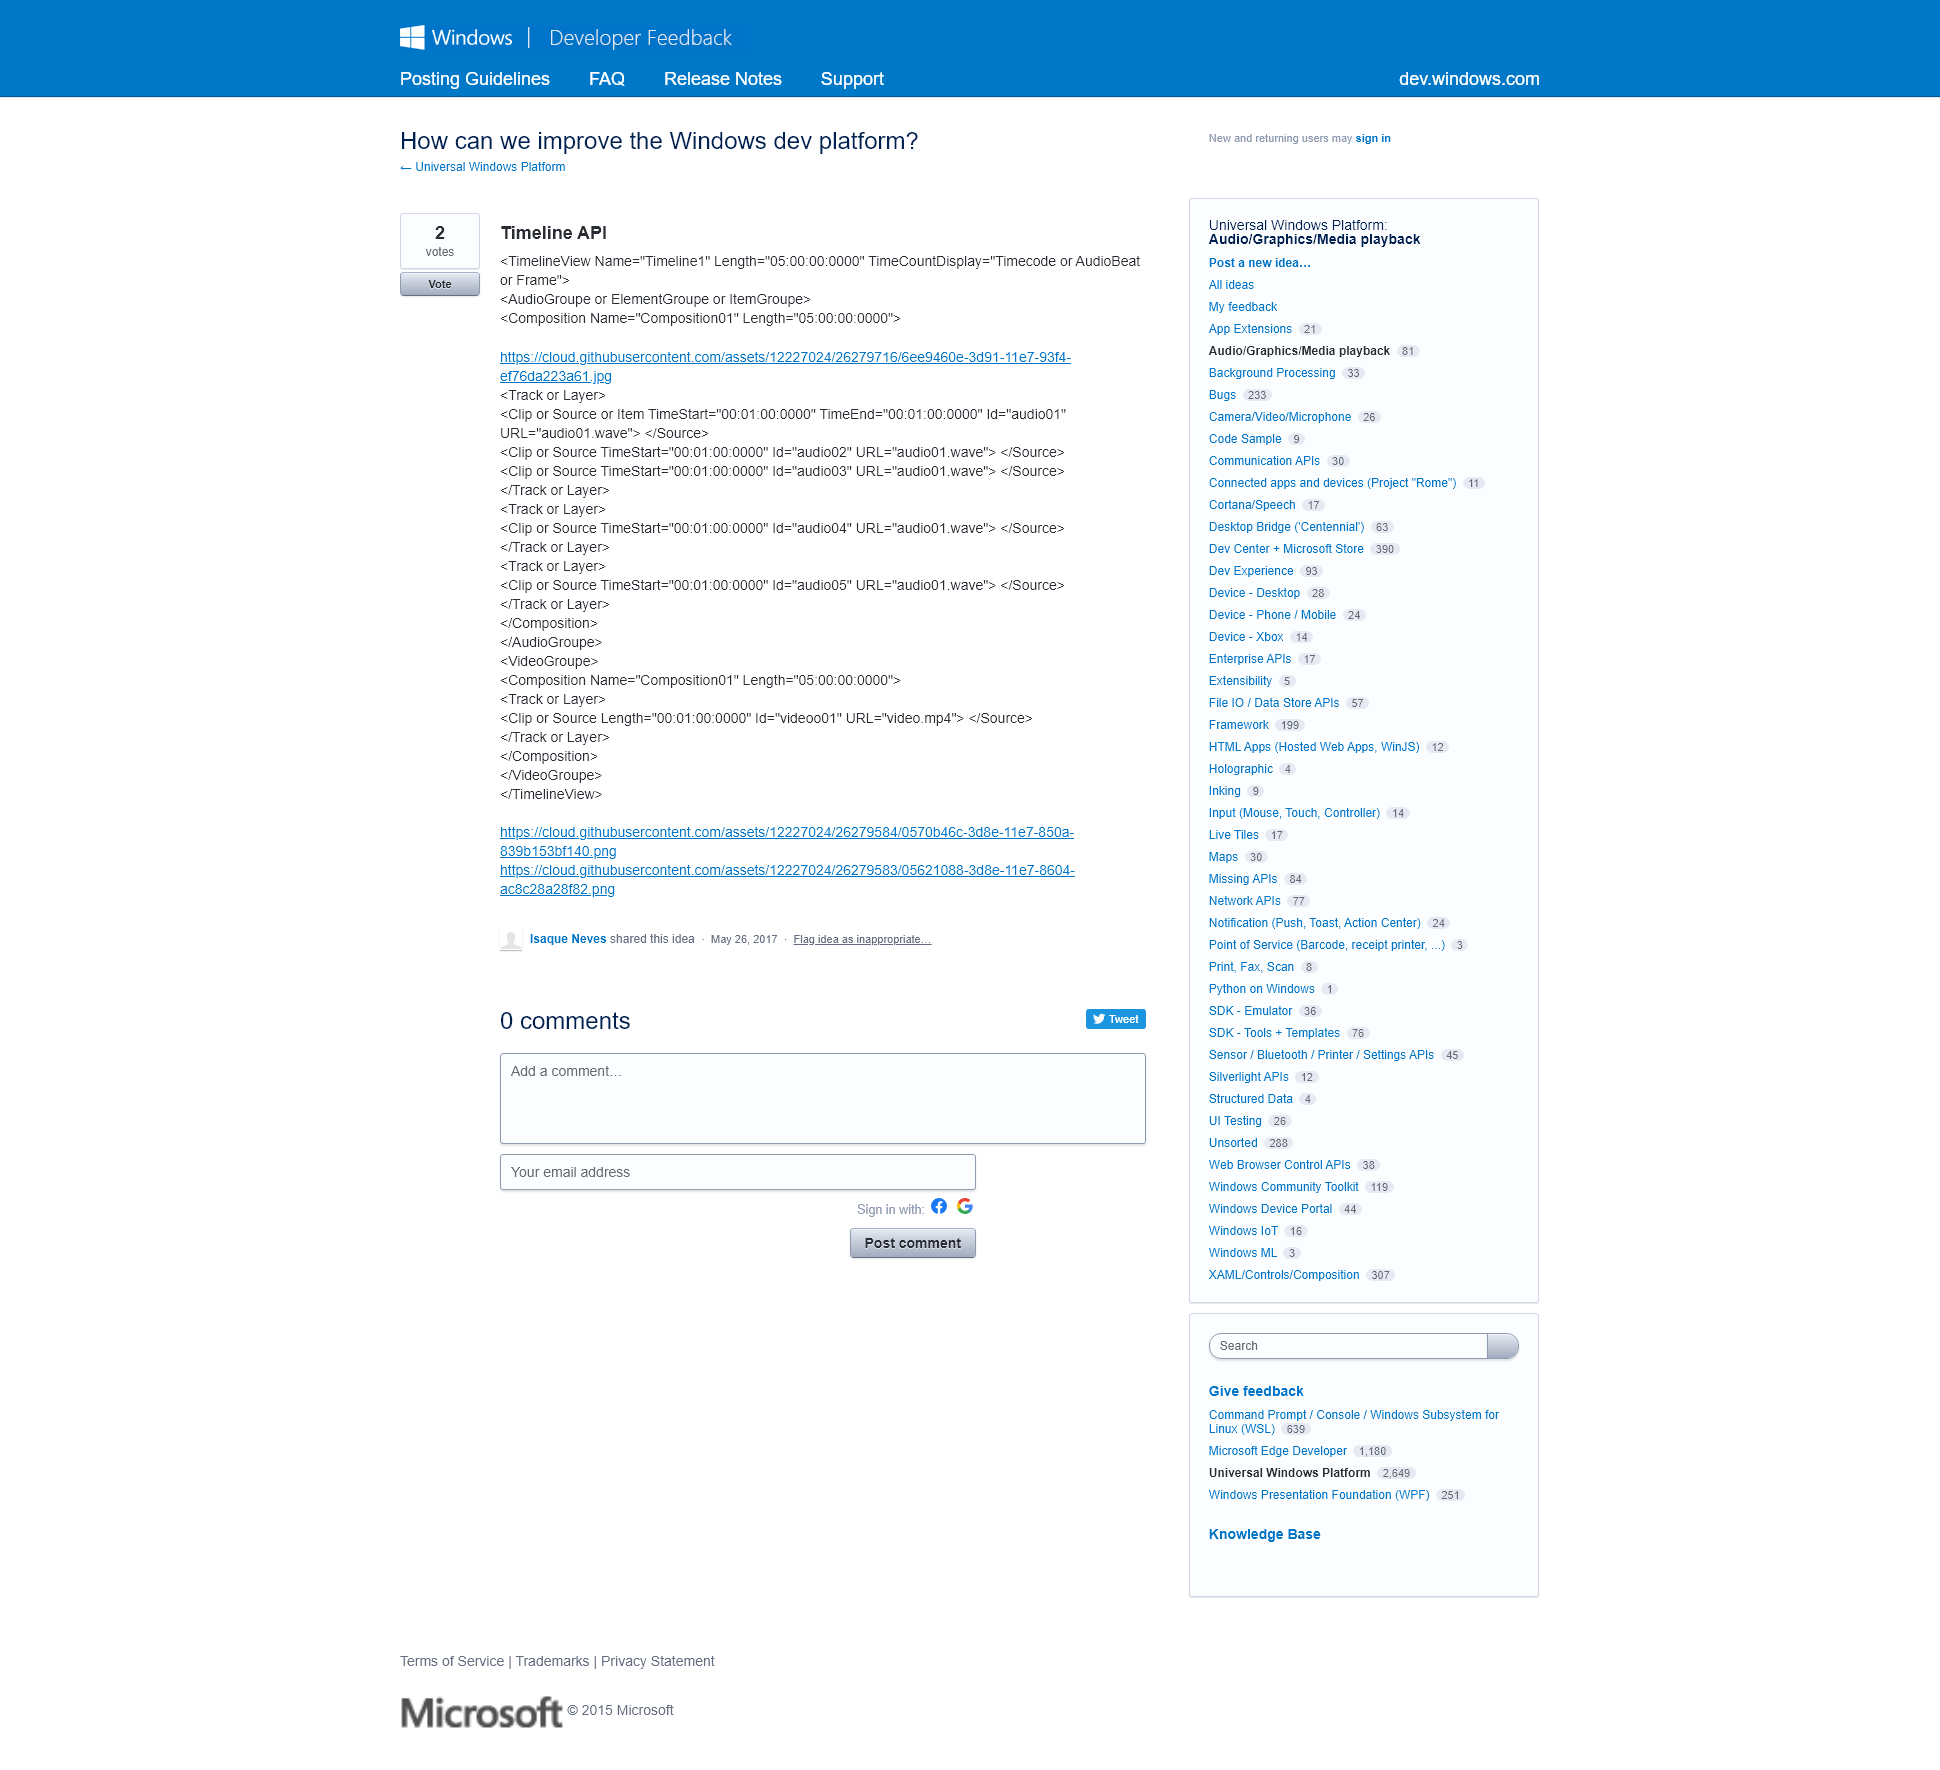 Windows | Developer Feedback
Posting Guidelines FAQ Release Notes Support dev.windows.com
How can we improve the Windows dev platform?
← Universal Windows Platform
New and returning users may sign in
2
votes
Vote
Timeline API
<TimelineView Name="Timeline1" Length="05:00:00:0000" TimeCountDisplay="Timecode or AudioBeat
or Frame">
<AudioGroupe or ElementGroupe or ItemGroupe>
<Composition Name="Composition01" Length="05:00:00:0000">
https://cloud.githubusercontent.com/assets/12227024/26279716/6ee9460e-3d91-11e7-93f4-
ef76da223a61.jpg
<Track or Layer>
<Clip or Source or Item TimeStart="00:01:00:0000" TimeEnd="00:01:00:0000" Id="audio01"
URL="audio01.wave"> </Source>
<Clip or Source TimeStart="00:01:00:0000" Id="audio02" URL="audio01.wave"> </Source>
<Clip or Source TimeStart="00:01:00:0000" Id="audio03" URL="audio01.wave"> </Source>
</Track or Layer>
<Track or Layer>
<Clip or Source TimeStart="00:01:00:0000" Id="audio04" URL="audio01.wave"> </Source>
</Track or Layer>
<Track or Layer>
<Clip or Source TimeStart="00:01:00:0000" Id="audio05" URL="audio01.wave"> </Source>
</Track or Layer>
</Composition>
</AudioGroupe>
<VideoGroupe>
<Composition Name="Composition01" Length="05:00:00:0000">
<Track or Layer>
<Clip or Source Length="00:01:00:0000" Id="videoo01" URL="video.mp4"> </Source>
</Track or Layer>
</Composition>
</VideoGroupe>
</TimelineView>
https://cloud.githubusercontent.com/assets/12227024/26279584/0570b46c-3d8e-11e7-850a-
839b153bf140.png
https://cloud.githubusercontent.com/assets/12227024/26279583/05621088-3d8e-11e7-8604-
ac8c28a28f82.png
Isaque Neves shared this idea · May 26, 2017 · Flag idea as inappropriate…
0 comments
Tweet
Add a comment…
Your email address
Sign in with:
Post comment
Universal Windows Platform:
Audio/Graphics/Media playback
Post a new idea…
All ideas
My feedback
App Extensions 21
Audio/Graphics/Media playback 81
Background Processing 33
Bugs 233
Camera/Video/Microphone 26
Code Sample 9
Communication APIs 30
Connected apps and devices (Project "Rome") 11
Cortana/Speech 17
Desktop Bridge ('Centennial') 63
Dev Center + Microsoft Store 390
Dev Experience 93
Device - Desktop 28
Device - Phone / Mobile 24
Device - Xbox 14
Enterprise APIs 17
Extensibility 5
File IO / Data Store APIs 57
Framework 199
HTML Apps (Hosted Web Apps, WinJS) 12
Holographic 4
Inking 9
Input (Mouse, Touch, Controller) 14
Live Tiles 17
Maps 30
Missing APIs 84
Network APIs 77
Notification (Push, Toast, Action Center) 24
Point of Service (Barcode, receipt printer, ...) 3
Print, Fax, Scan 8
Python on Windows 1
SDK - Emulator 36
SDK - Tools + Templates 76
Sensor / Bluetooth / Printer / Settings APIs 45
Silverlight APIs 12
Structured Data 4
UI Testing 26
Unsorted 288
Web Browser Control APIs 38
Windows Community Toolkit 119
Windows Device Portal 44
Windows IoT 16
Windows ML 3
XAML/Controls/Composition 307
Search
Give feedback
Command Prompt / Console / Windows Subsystem for
Linux (WSL) 639
Microsoft Edge Developer 1,180
Universal Windows Platform 2,649
Windows Presentation Foundation (WPF) 251
Knowledge Base
Terms of Service | Trademarks | Privacy Statement
Microsoft © 2015 Microsoft